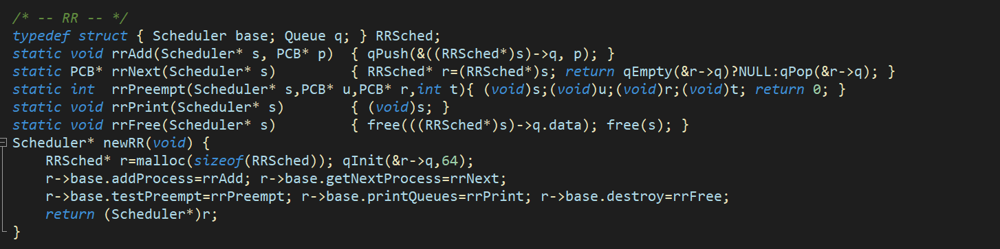 /* -- RR -- */
typedef struct { Scheduler base; Queue q; } RRSched;
static void rrAdd(Scheduler* s, PCB* p)  { qPush(&((RRSched*)s)->q, p); }
static PCB* rrNext(Scheduler* s)         { RRSched* r=(RRSched*)s; return qEmpty(&r->q)?NULL:qPop(&r->q); }
static int  rrPreempt(Scheduler* s,PCB* u,PCB* r,int t){ (void)s;(void)u;(void)r;(void)t; return 0; }
static void rrPrint(Scheduler* s)        { (void)s; }
static void rrFree(Scheduler* s)         { free(((RRSched*)s)->q.data); free(s); }
Scheduler* newRR(void) {
    RRSched* r=malloc(sizeof(RRSched)); qInit(&r->q,64);
    r->base.addProcess=rrAdd; r->base.getNextProcess=rrNext;
    r->base.testPreempt=rrPreempt; r->base.printQueues=rrPrint; r->base.destroy=rrFree;
    return (Scheduler*)r;
}